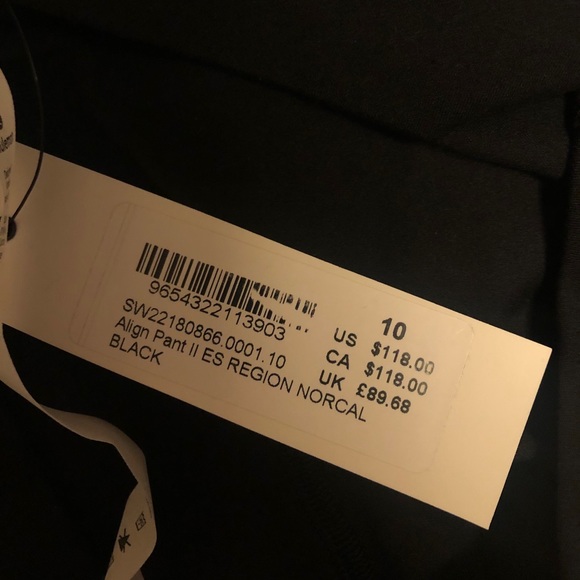 9654322113903
SW22180866.0001.10
Align Pant II ES REGION NORCAL
BLACK
10
US $118.00
CA $118.00
UK £89.68